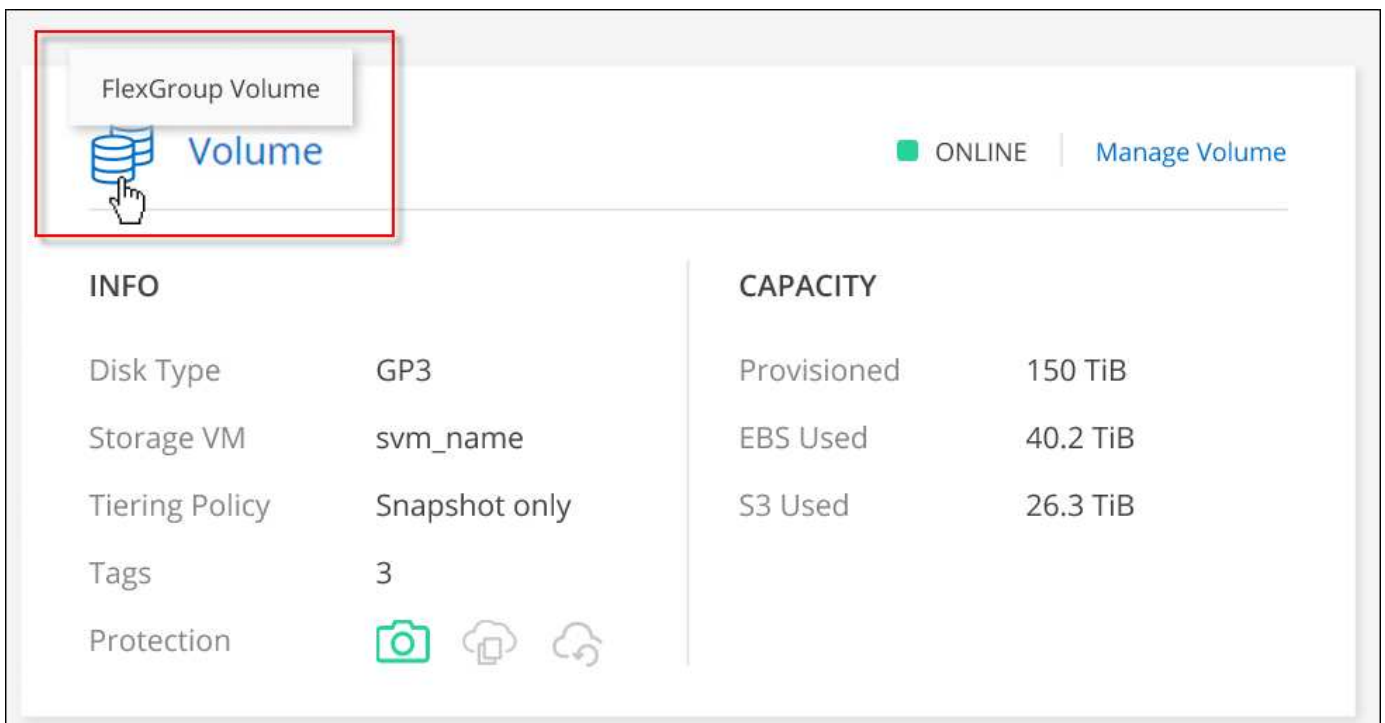 FlexGroup Volume
Volume
ONLINE
Manage Volume
INFO
Disk Type GP3
Storage VM svm_name
Tiering Policy Snapshot only
Tags 3
Protection
CAPACITY
Provisioned 150 TiB
EBS Used 40.2 TiB
S3 Used 26.3 TiB